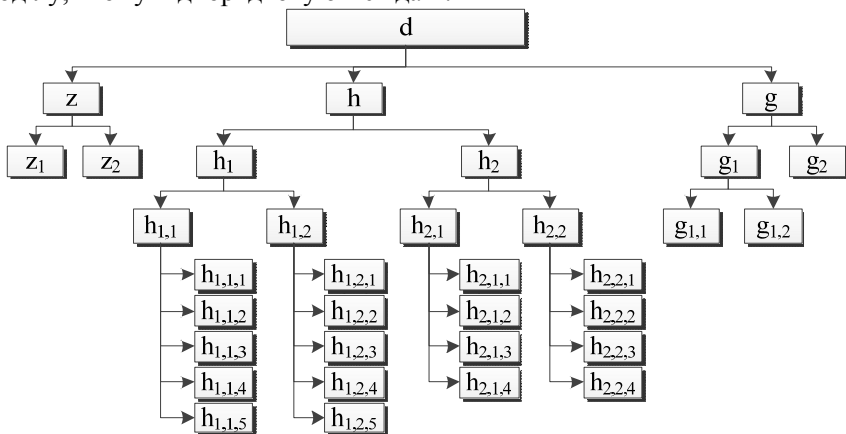 d
z h g
z1 z2 h1 h2 g1 g2
h1,1 h1,2 h2,1 h2,2 g1,1 g1,2
h1,1,1 h1,2,1 h2,1,1 h2,2,1
h1,1,2 h1,2,2 h2,1,2 h2,2,2
h1,1,3 h1,2,3 h2,1,3 h2,2,3
h1,1,4 h1,2,4 h2,1,4 h2,2,4
h1,1,5 h1,2,5